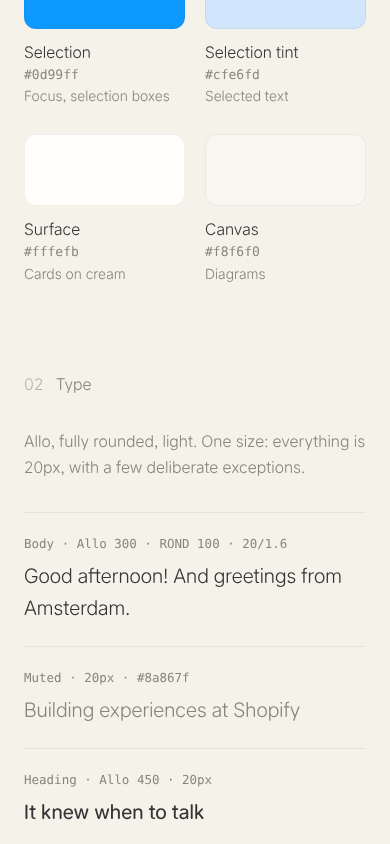 Selection
#0d99ff
Focus, selection boxes
Selection tint
#cfe6fd
Selected text
Surface
#fffefb
Cards on cream
Canvas
#f8f6f0
Diagrams
02 Type
Allo, fully rounded, light. One size: everything is
20px, with a few deliberate exceptions.
Body · Allo 300 · ROND 100 · 20/1.6
Good afternoon! And greetings from
Amsterdam.
Muted · 20px · #8a867f
Building experiences at Shopify
Heading · Allo 450 · 20px
It knew when to talk